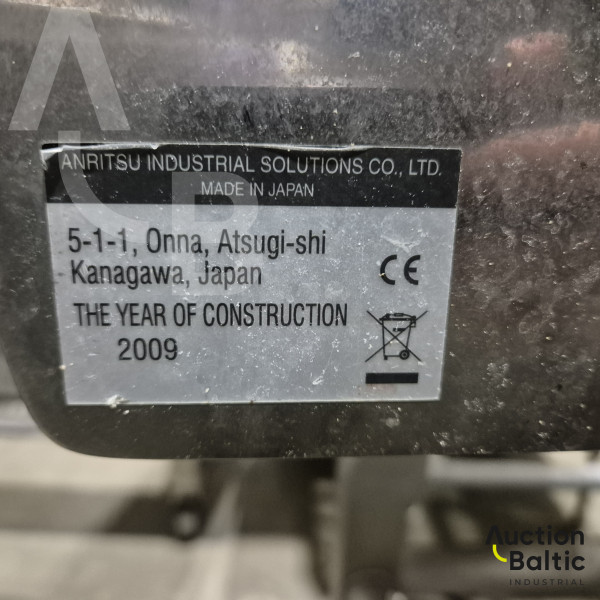 ANRITSU INDUSTRIAL SOLUTIONS CO., LTD.
MADE IN JAPAN
5-1-1, Onna, Atsugi-shi
Kanagawa, Japan
CE
THE YEAR OF CONSTRUCTION
2009
Auction
Baltic
INDUSTRIAL